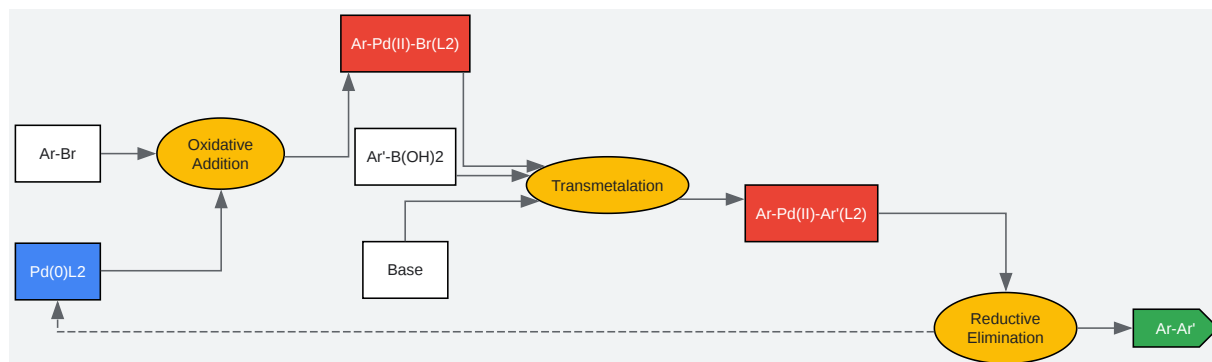 Ar-Pd(II)-Br(L2)
Ar-Br
Oxidative
Addition
Ar'-B(OH)2
Transmetalation
Ar-Pd(II)-Ar'(L2)
Pd(0)L2
Base
Reductive
Elimination
Ar-Ar'